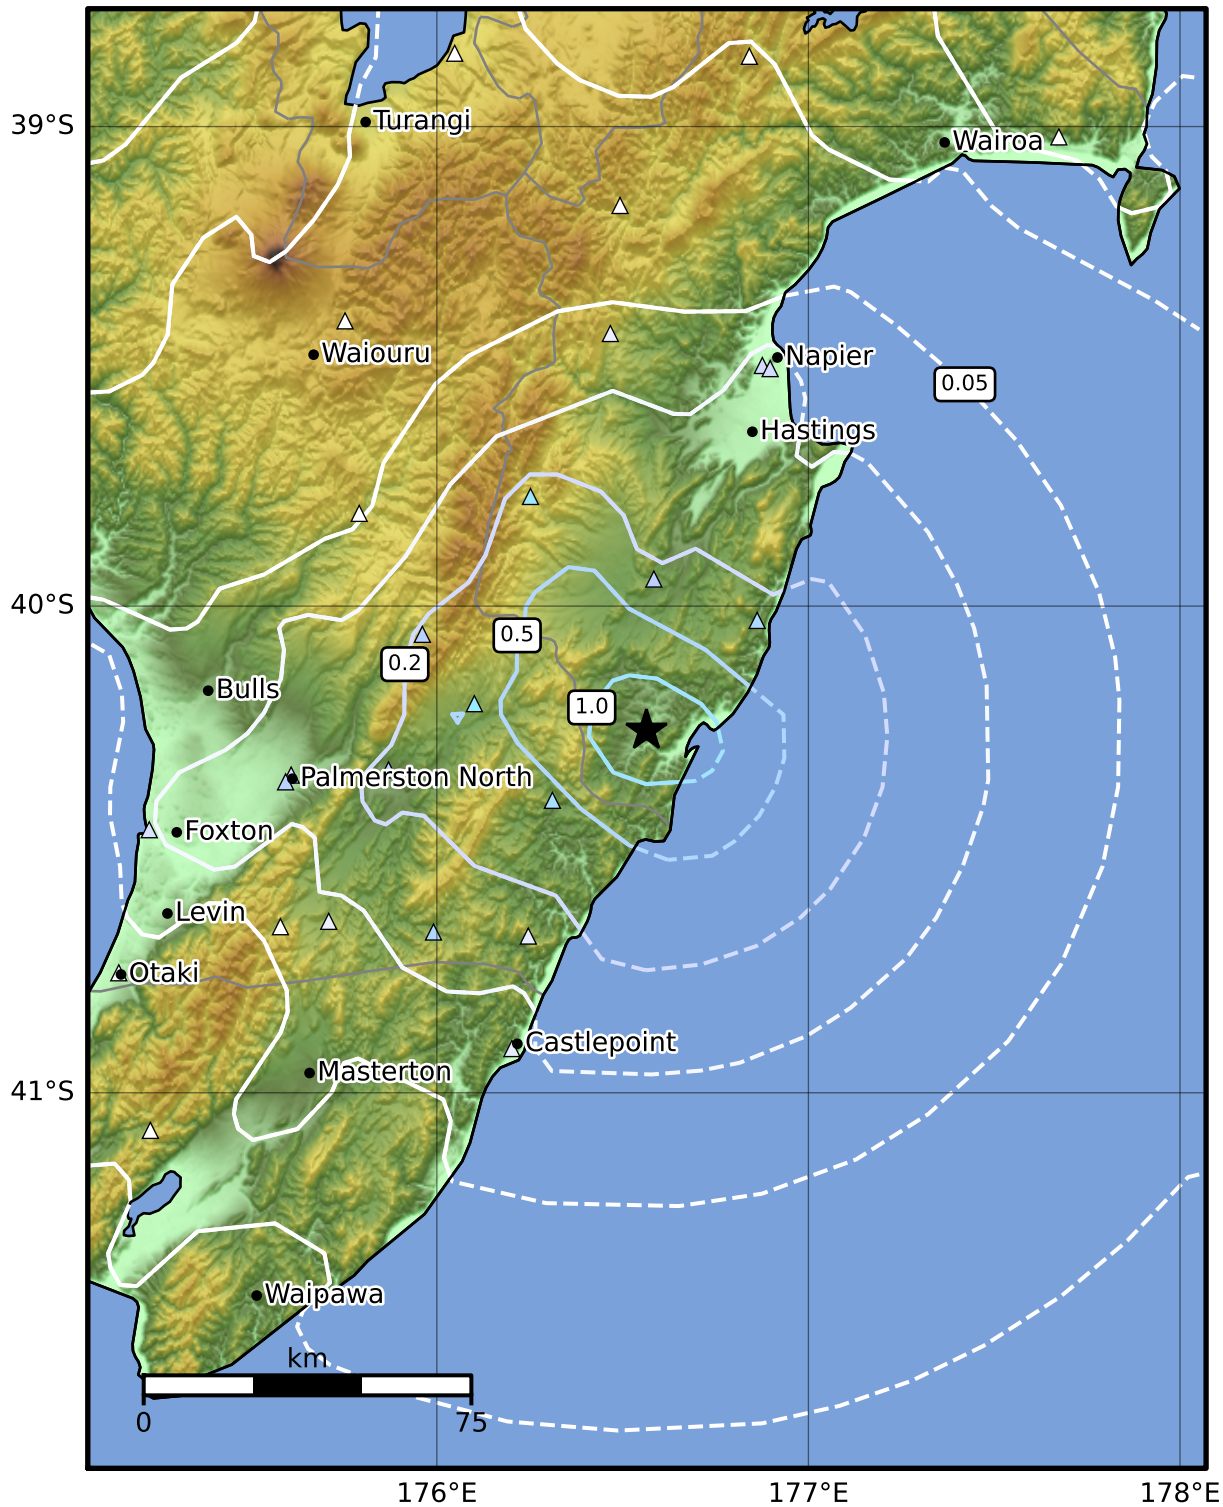 39°S
Turangi
Wairoa
Waiouru
Napier
0.05
Hastings
40°S
0.5
0.2
Bulls
1.0
Palmerston North
Foxton
Levin
Otaki
Castlepoint
Masterton
41°S
Waipawa
km
0 75
176°E 177°E 178°E